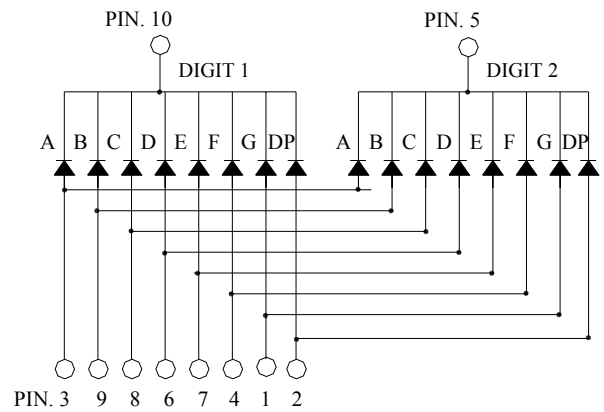 PIN. 10 PIN. 5
DIGIT 1 DIGIT 2
A B C D E F G DP A B C D E F G DP
PIN. 3 9 8 6 7 4 1 2